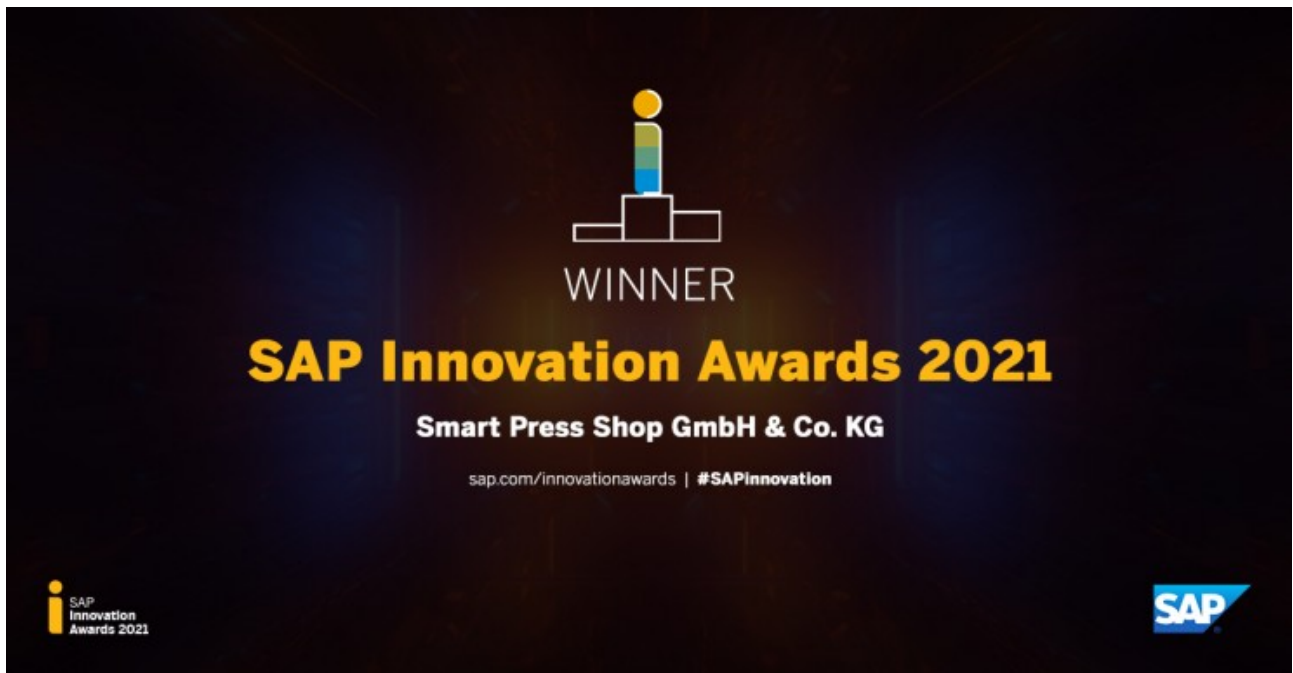 WINNER
SAP Innovation Awards 2021
Smart Press Shop GmbH & Co. KG
sap.com/innovationawards | #SAPInnovation
SAP
Innovation
Awards 2021
SAP